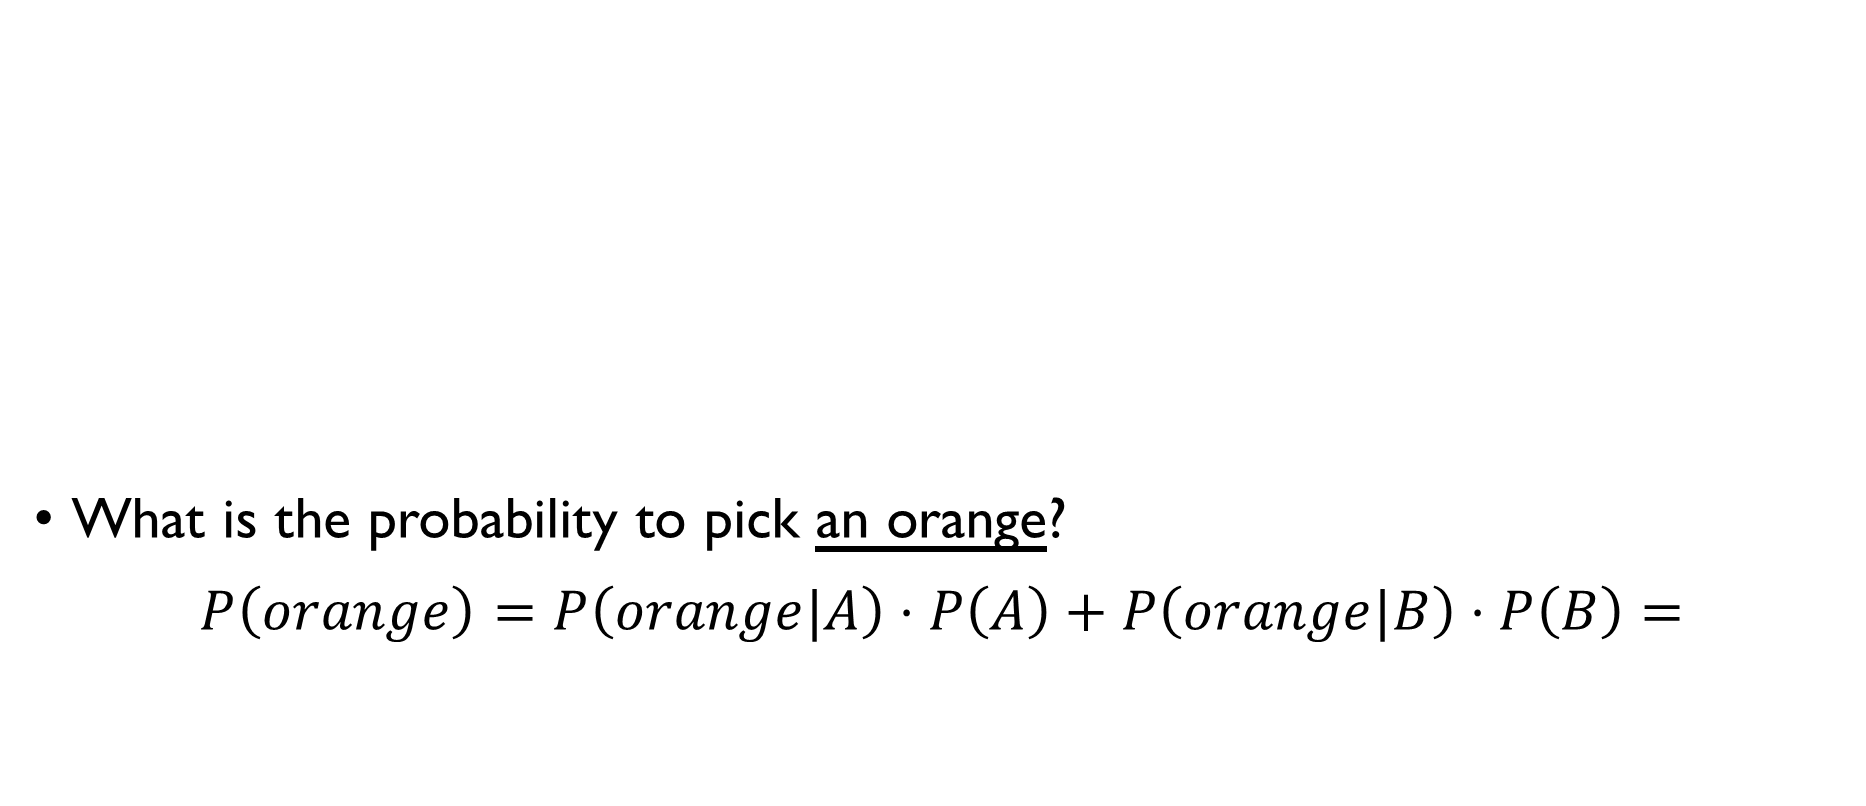 • What is the probability to pick an orange?
P(orange) = P(orange|A) · P(A) + P(orange|B) · P(B) =